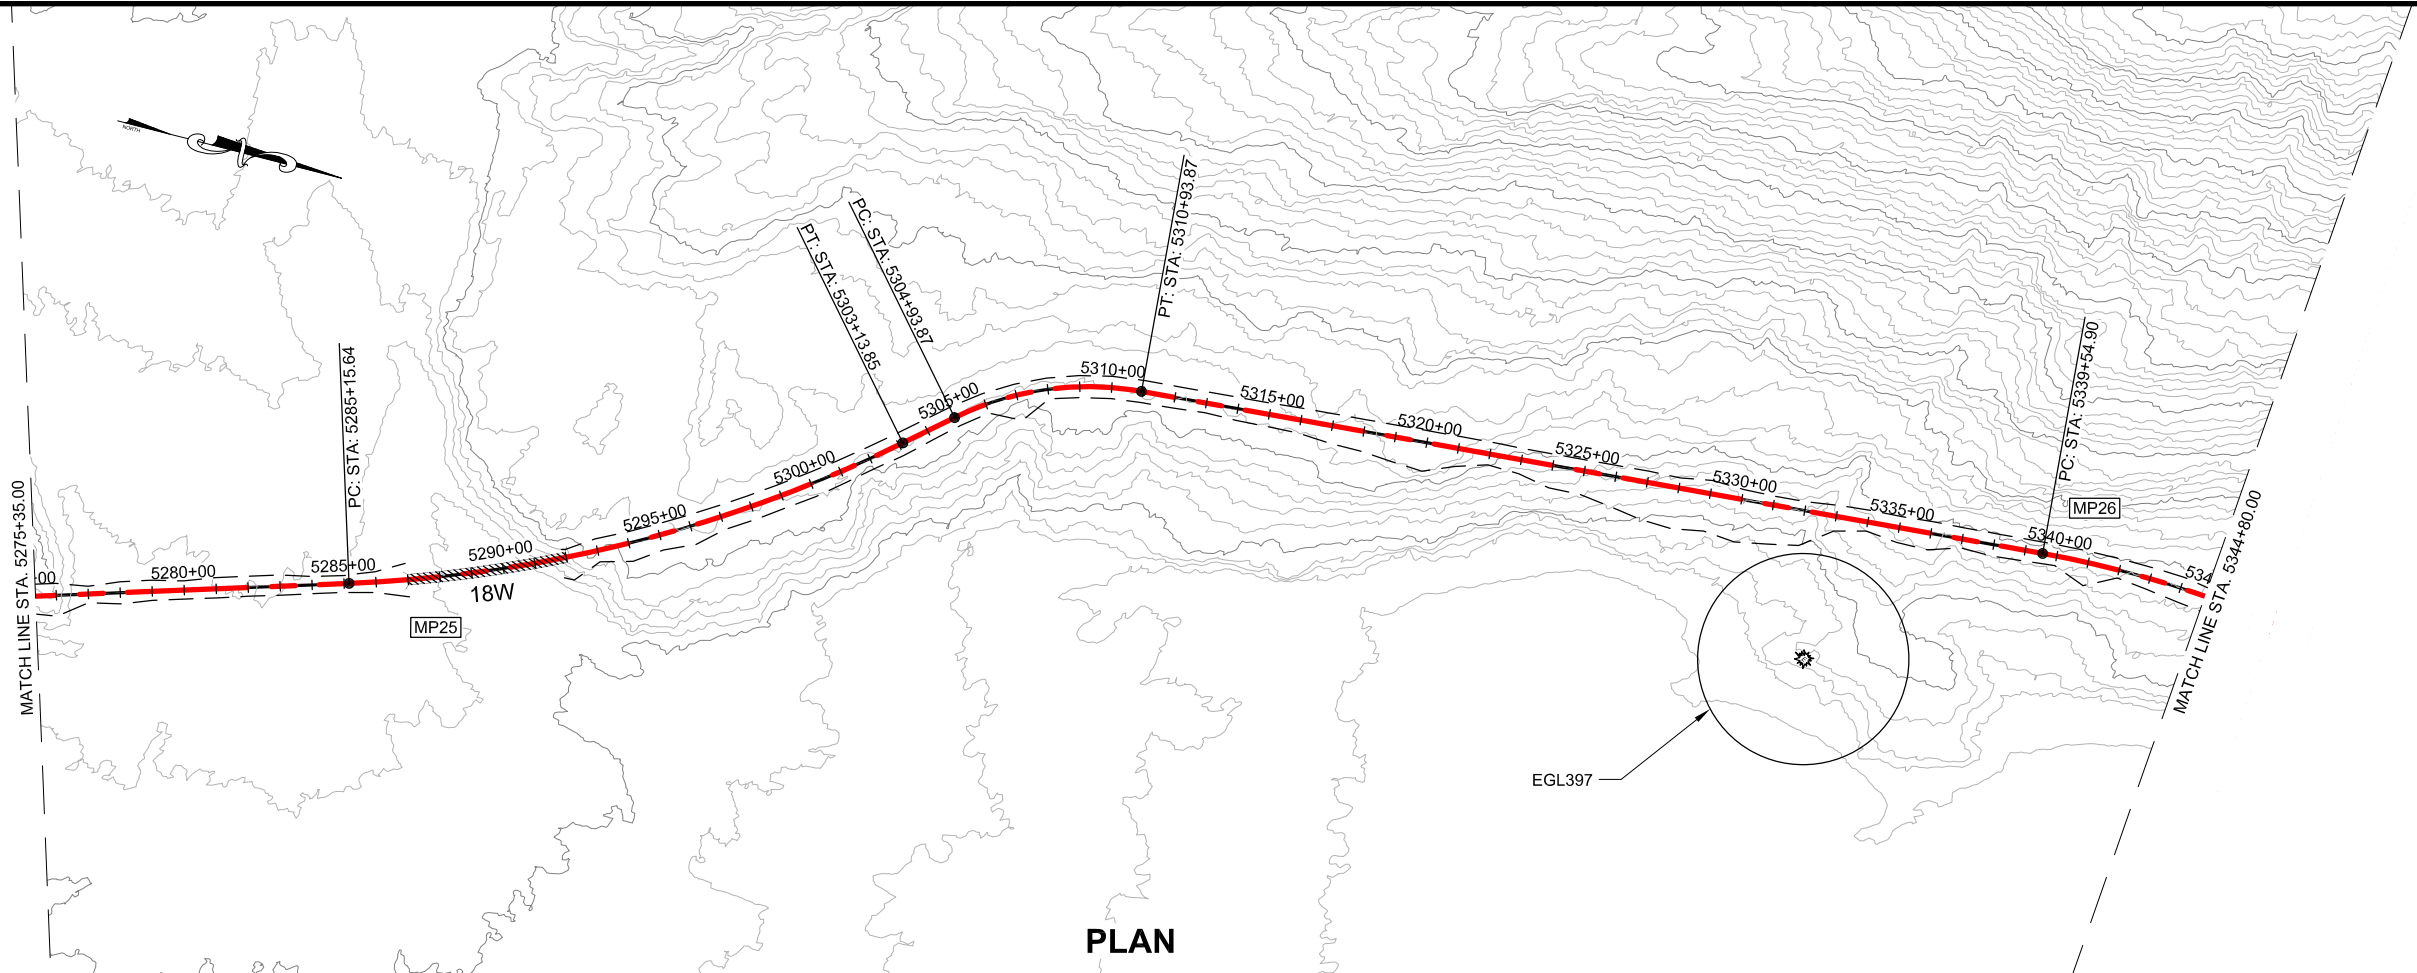 NORTH
PC: STA: 5285+15.64
PT: STA: 5303+13.85
PC: STA: 5304+93.87
PT: STA: 5310+93.87
PC: STA: 5339+54.90
MATCH LINE STA. 5275+35.00
+00
5280+00
5285+00
5290+00
5295+00
5300+00
5305+00
5310+00
5315+00
5320+00
5325+00
5330+00
5335+00
5340+00
534
MATCH LINE STA. 5344+80.00
18W
MP25
MP26
EGL397
PLAN